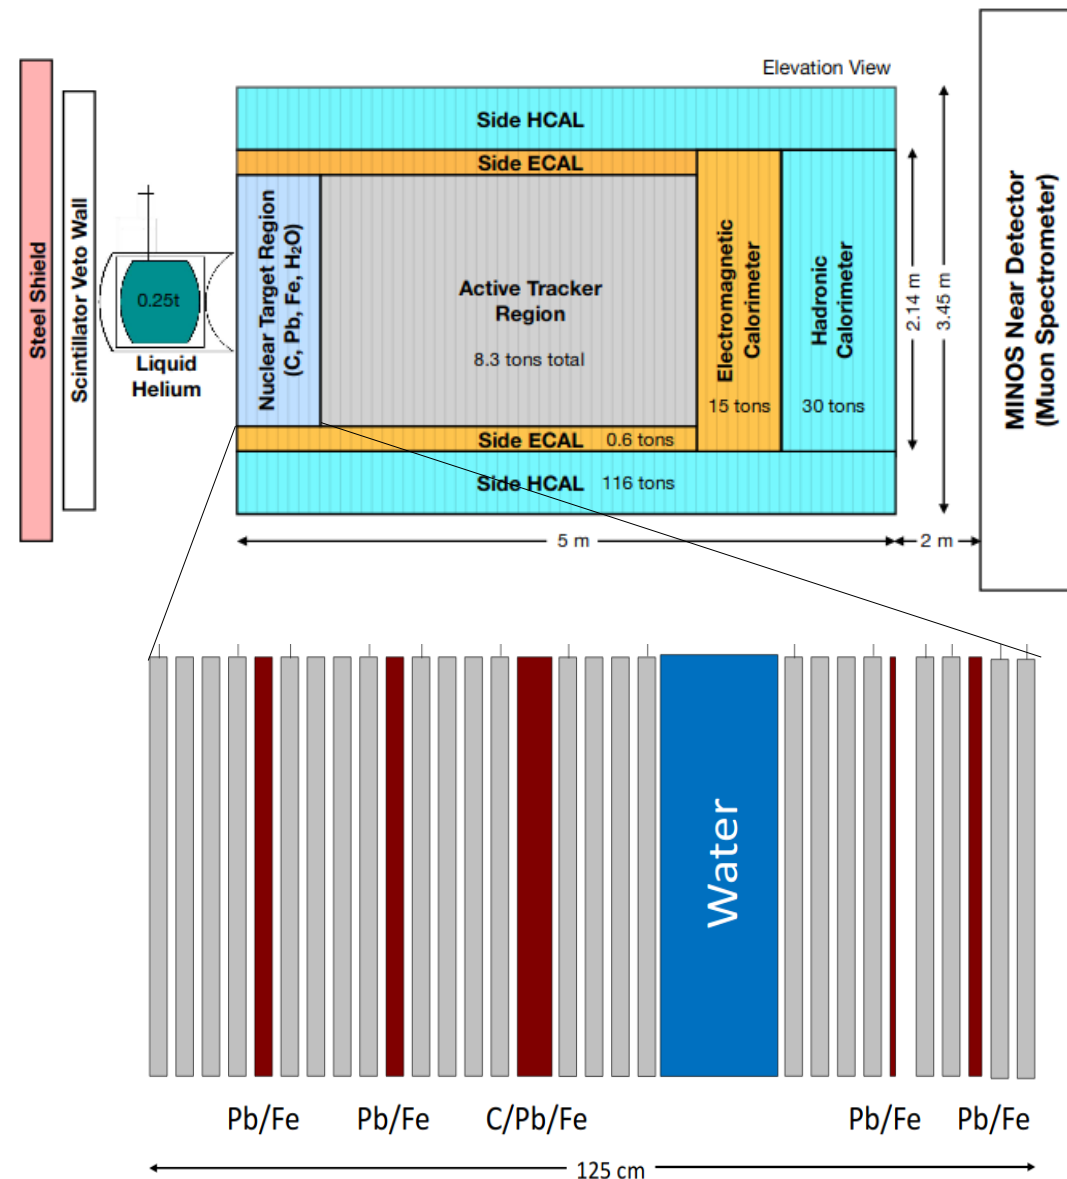 Elevation View
Steel Shield
Scintillator Veto Wall
0.25t
Liquid
Helium
Side HCAL
Side ECAL
Nuclear Target Region
(C, Pb, Fe, H₂O)
Active Tracker
Region
8.3 tons total
Electromagnetic
Calorimeter
15 tons
Hadronic
Calorimeter
30 tons
Side ECAL 0.6 tons
Side HCAL 116 tons
2.14 m
3.45 m
5 m
2 m
MINOS Near Detector
(Muon Spectrometer)
Water
Pb/Fe Pb/Fe C/Pb/Fe Pb/Fe Pb/Fe
125 cm